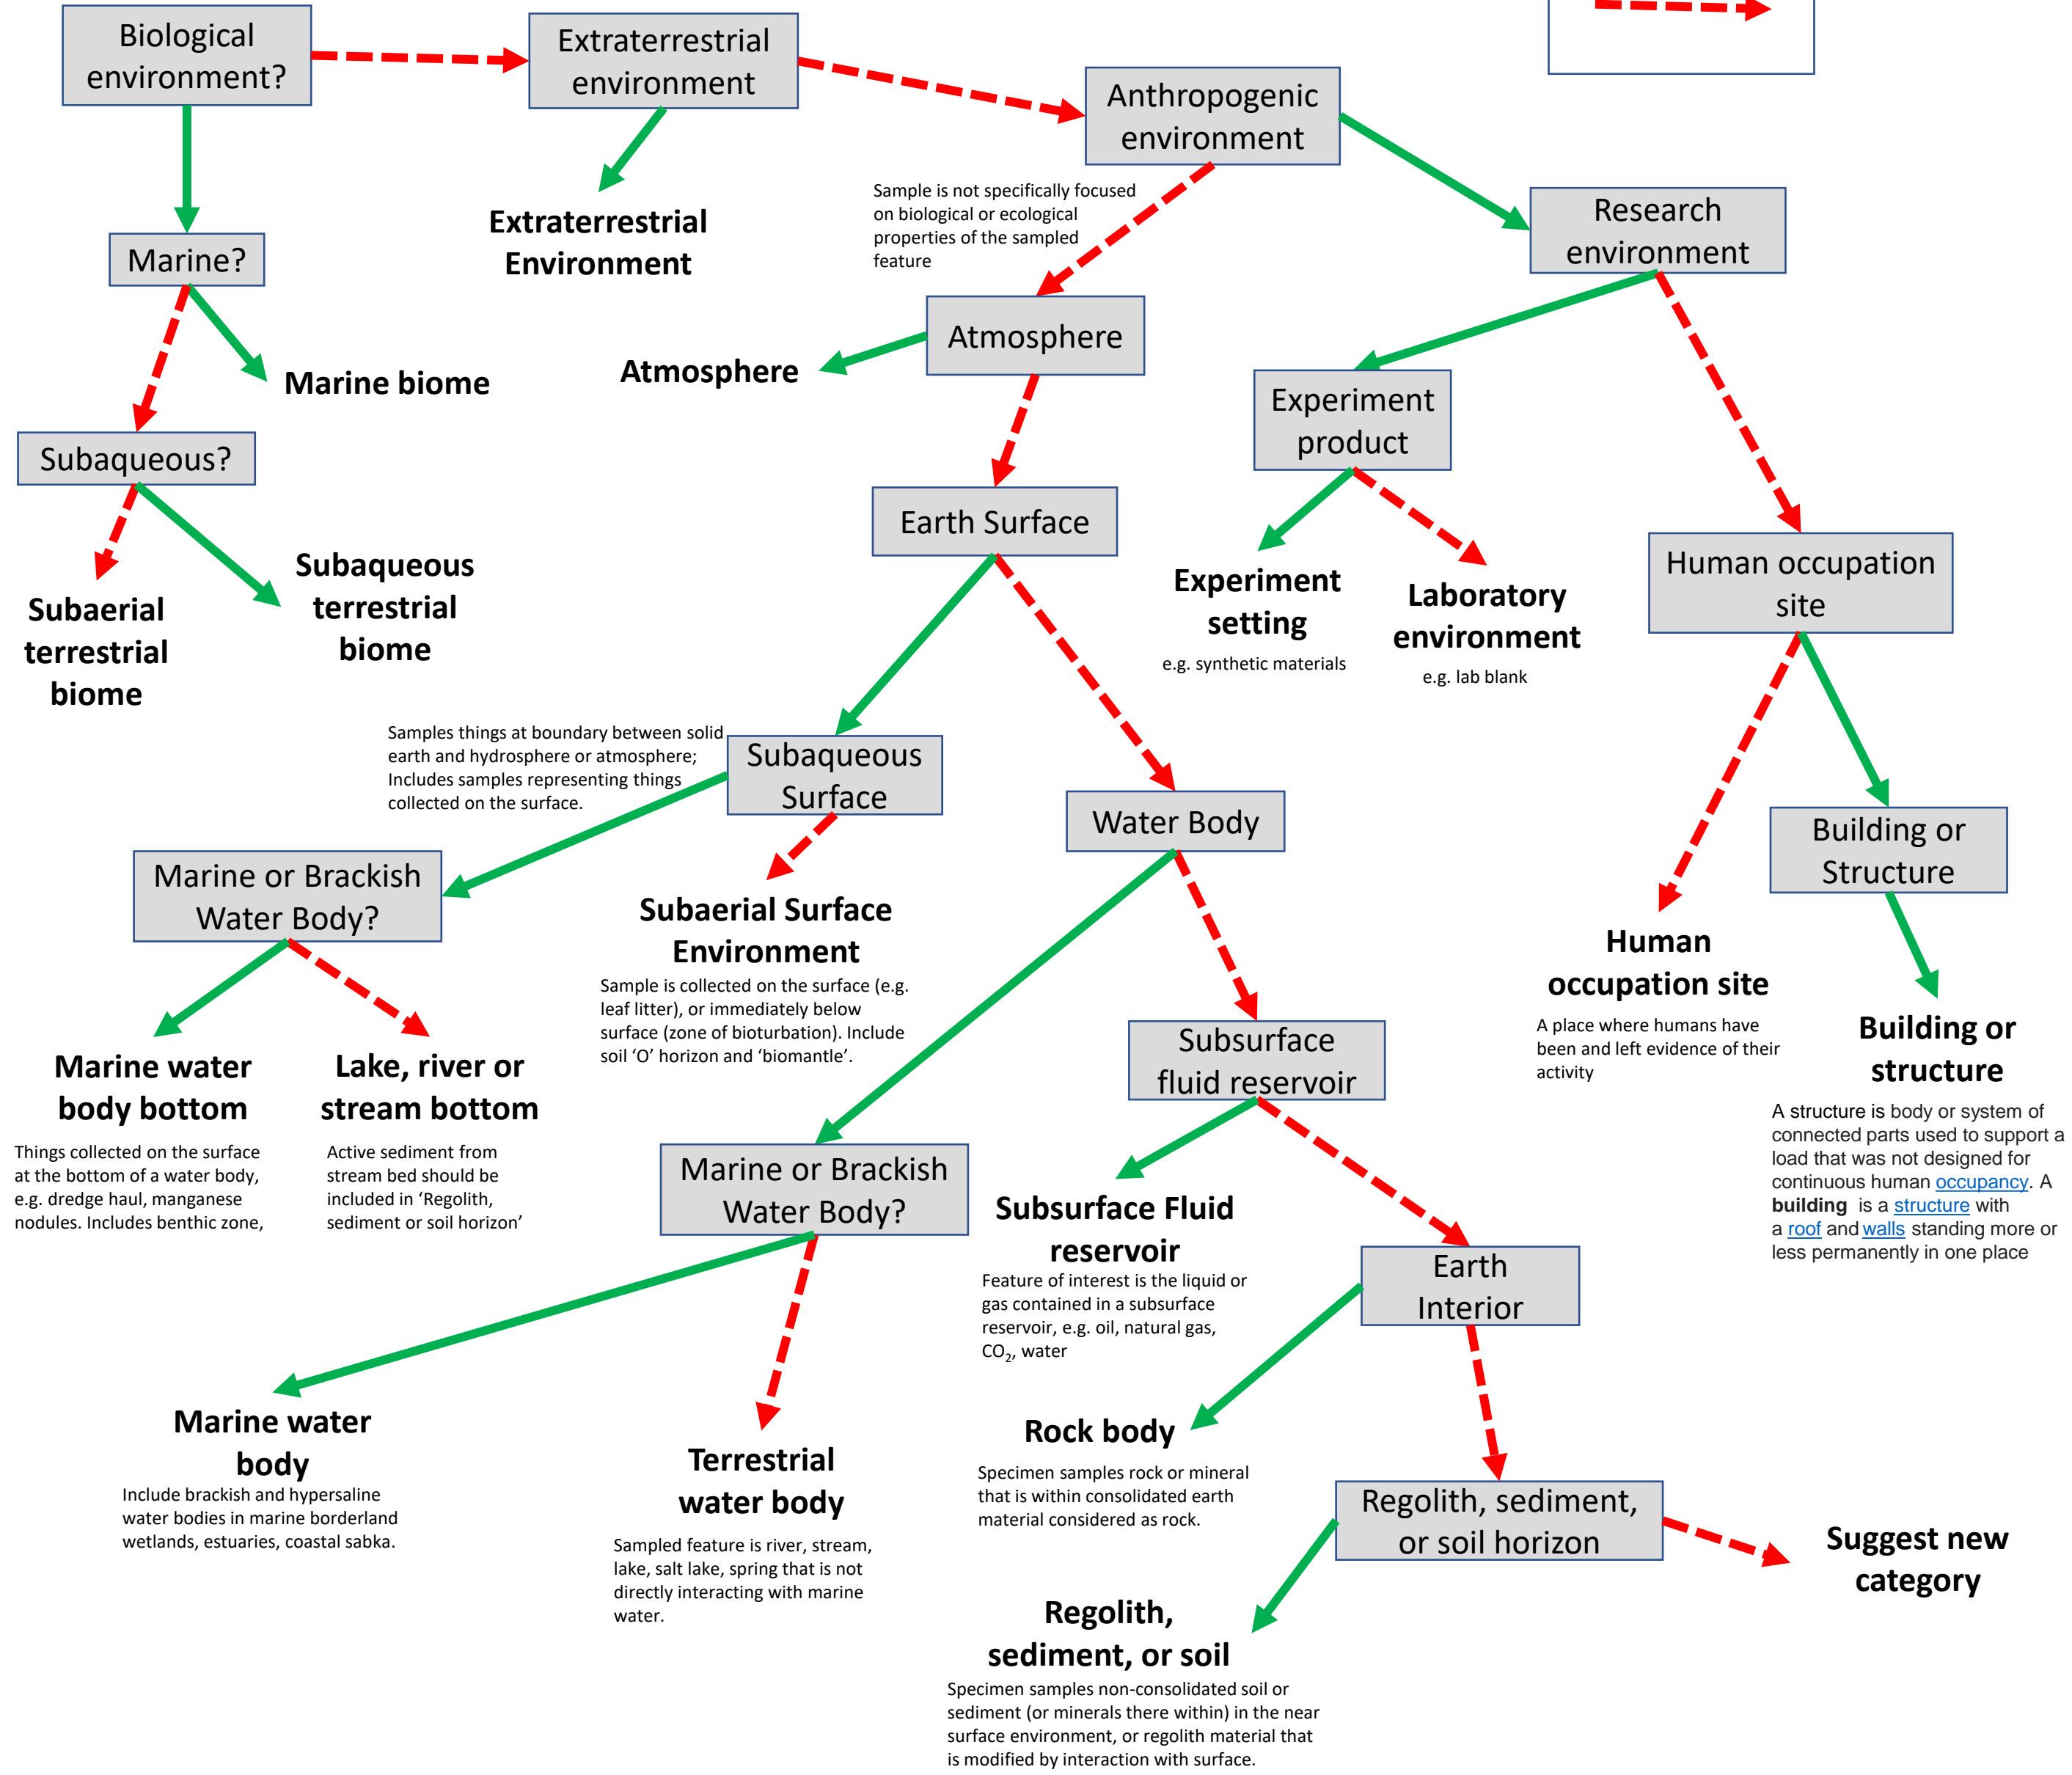 Biological
environment?
Extraterrestrial
environment
Anthropogenic
environment
Research
environment
Sample is not specifically focused
on biological or ecological
properties of the sampled
feature
Extraterrestrial
Environment
Marine?
Marine biome
Atmosphere
Atmosphere
Experiment
product
Subaqueous?
Earth Surface
Subaerial
terrestrial
biome
Subaqueous
terrestrial
biome
Experiment
setting
e.g. synthetic materials
Laboratory
environment
e.g. lab blank
Human occupation
site
Samples things at boundary between solid
earth and hydrosphere or atmosphere;
Includes samples representing things
collected on the surface.
Subaqueous
Surface
Water Body
Building or
Structure
Marine or Brackish
Water Body?
Subaerial Surface
Environment
Sample is collected on the surface (e.g.
leaf litter), or immediately below
surface (zone of bioturbation). Include
soil ‘O’ horizon and ‘biomantle’.
Human
occupation site
A place where humans have
been and left evidence of their
activity
Building or
structure
A structure is body or system of
connected parts used to support a
load that was not designed for
continuous human occupancy. A
building is a structure with
a roof and walls standing more or
less permanently in one place
Marine water
body bottom
Things collected on the surface
at the bottom of a water body,
e.g. dredge haul, manganese
nodules. Includes benthic zone,
Lake, river or
stream bottom
Active sediment from
stream bed should be
included in ‘Regolith,
sediment or soil horizon’
Subsurface
fluid reservoir
Marine or Brackish
Water Body?
Subsurface Fluid
reservoir
Feature of interest is the liquid or
gas contained in a subsurface
reservoir, e.g. oil, natural gas,
CO2, water
Earth
Interior
Marine water
body
Include brackish and hypersaline
water bodies in marine borderland
wetlands, estuaries, coastal sabka.
Terrestrial
water body
Sampled feature is river, stream,
lake, salt lake, spring that is not
directly interacting with marine
water.
Rock body
Specimen samples rock or mineral
that is within consolidated earth
material considered as rock.
Regolith, sediment,
or soil horizon
Suggest new
category
Regolith,
sediment, or soil
Specimen samples non-consolidated soil or
sediment (or minerals there within) in the near
surface environment, or regolith material that
is modified by interaction with surface.